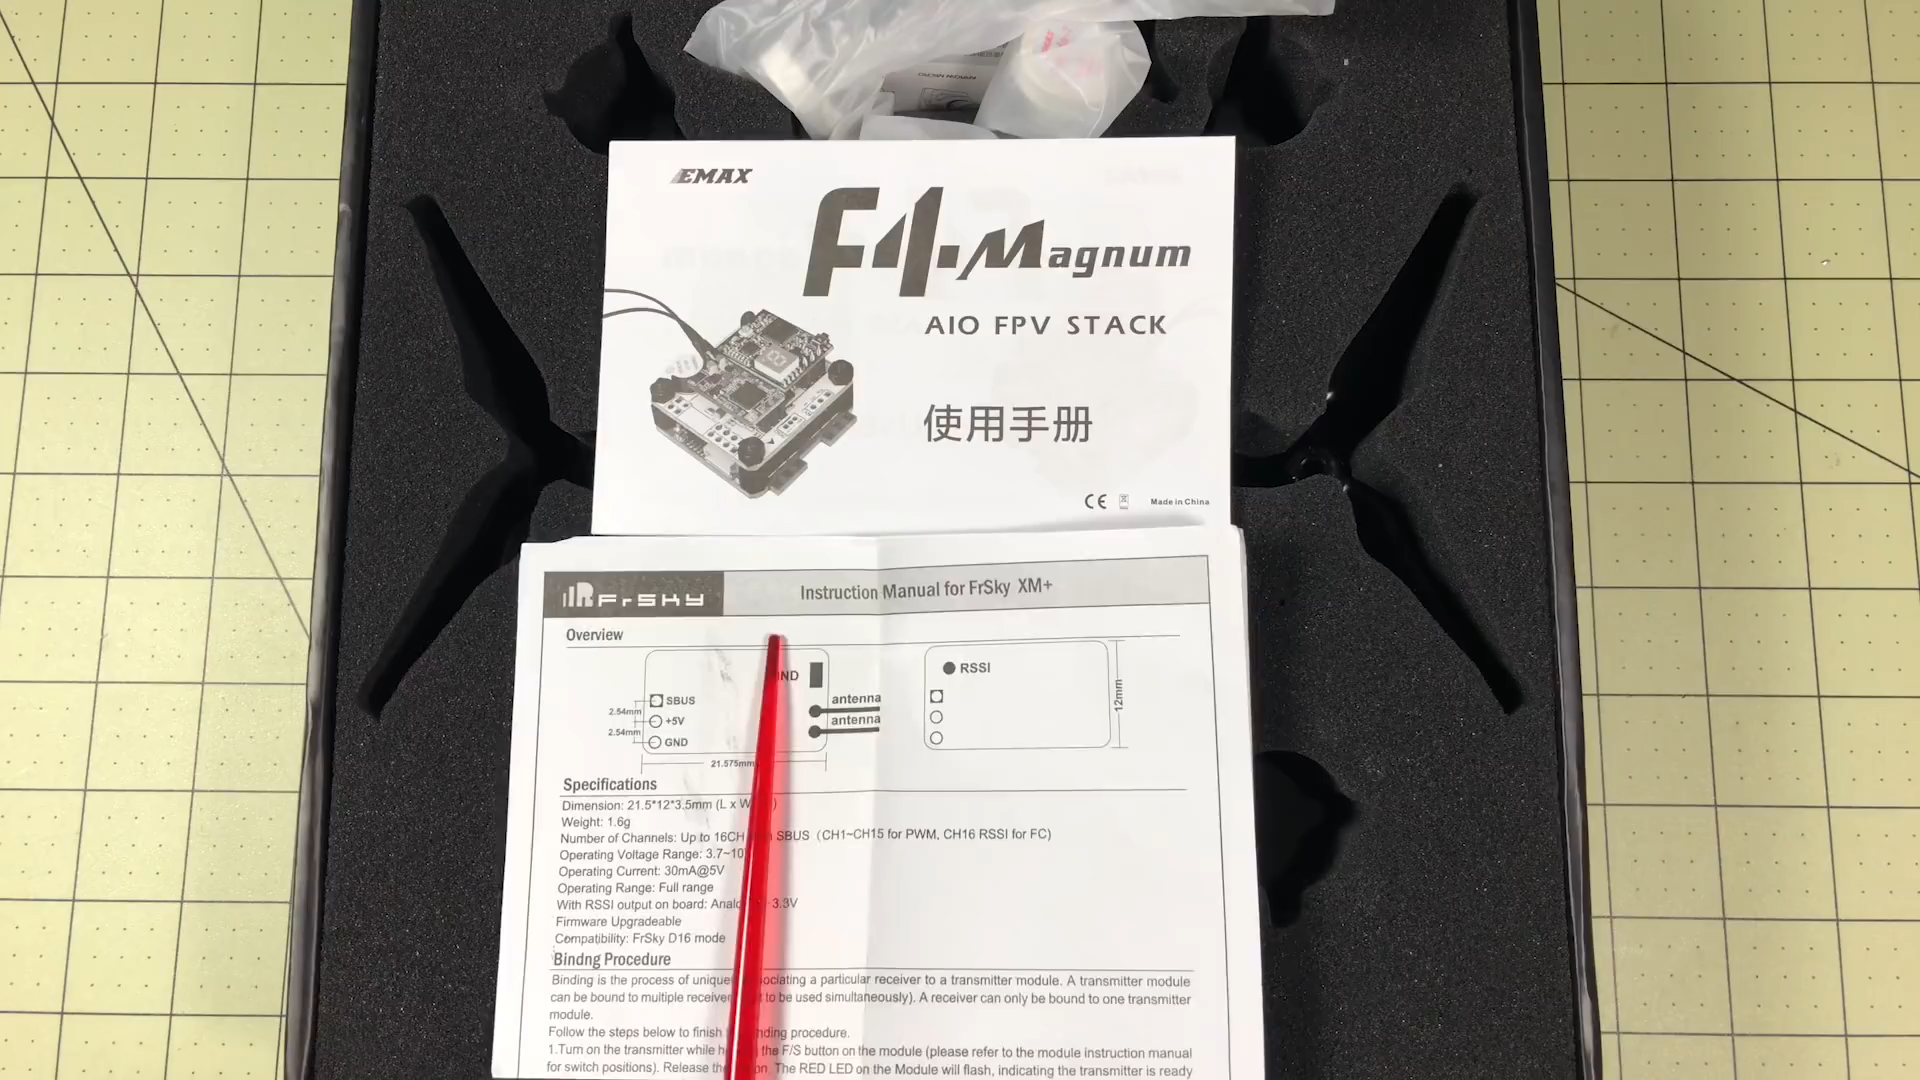 EMAX
F4.Magnum
AIO FPV STACK
使用手册
CE
Made in China
FrSKY
Instruction Manual for FrSky XM+
Overview
RSSI
SBUS
antenna
2.54mm
+5V
antenna
2.54mm
GND
12mm
21.575mm
Specifications
Dimension: 21.5*12*3.5mm (L x W
Weight: 1.6g
Number of Channels: Up to 16CH SBUS（CH1~CH15 for PWM, CH16 RSSI for FC)
Operating Voltage Range: 3.7~10
Operating Current: 30mA@5V
Operating Range: Full range
With RSSI output on board: 3.3V
Firmware Upgradeable
Compatibility: FrSky D16 mode
Bindng Procedure
Binding is the process of a particular receiver to a transmitter module. A transmitter module
can be bound to multiple to be used simultaneously). A receiver can only be bound to one transmitter
module.
Follow the steps below to finish procedure.
1.Turn on the transmitter while the F/S button on the module (please refer to the module instruction manual
for switch positions). Release The RED LED on the Module will flash, indicating the transmitter is ready